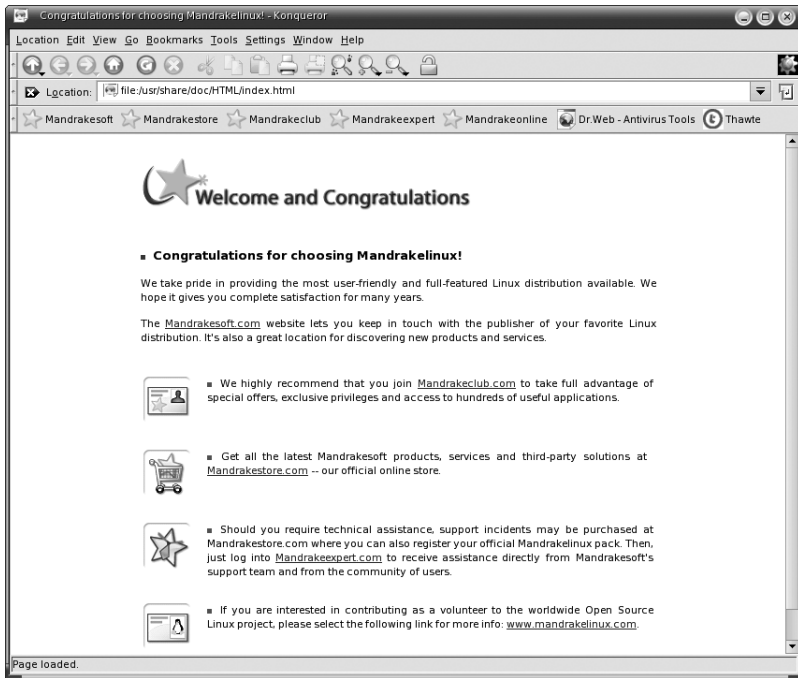 Congratulations for choosing Mandrakelinux! - Konqueror
Location Edit View Go Bookmarks Tools Settings Window Help
Location: file:/usr/share/doc/HTML/index.html
Mandrakesoft Mandrakestore Mandrakeclub Mandrakeexpert Mandrakeonline Dr.Web - Antivirus Tools Thawte
Welcome and Congratulations
Congratulations for choosing Mandrakelinux!
We take pride in providing the most user-friendly and full-featured Linux distribution available. We
hope it gives you complete satisfaction for many years.
The Mandrakesoft.com website lets you keep in touch with the publisher of your favorite Linux
distribution. It's also a great location for discovering new products and services.
We highly recommend that you join Mandrakeclub.com to take full advantage of
special offers, exclusive privileges and access to hundreds of useful applications.
Get all the latest Mandrakesoft products, services and third-party solutions at
Mandrakestore.com -- our official online store.
Should you require technical assistance, support incidents may be purchased at
Mandrakestore.com where you can also register your official Mandrakelinux pack. Then,
just log into Mandrakeexpert.com to receive assistance directly from Mandrakesoft's
support team and from the community of users.
If you are interested in contributing as a volunteer to the worldwide Open Source
Linux project, please select the following link for more info: www.mandrakelinux.com.
Page loaded.